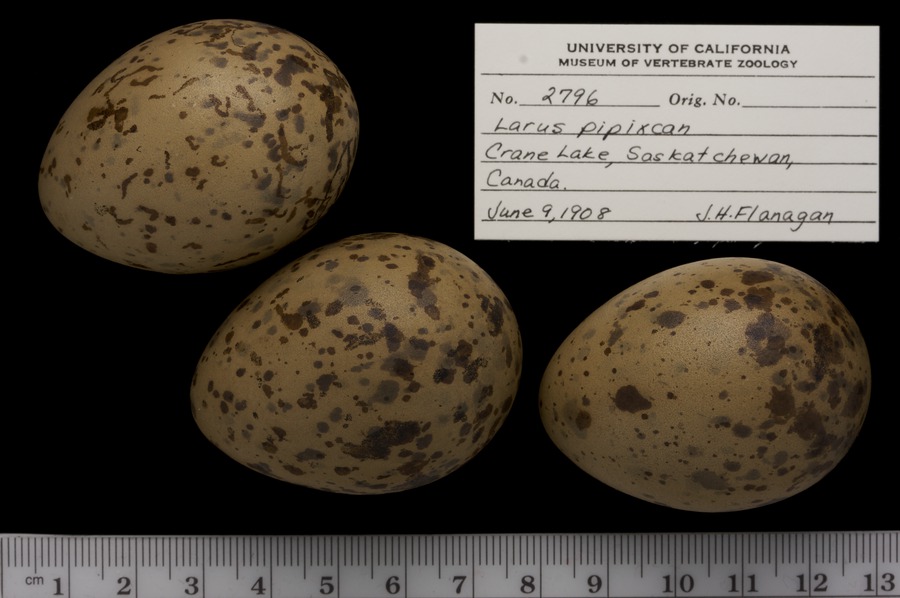 UNIVERSITY OF CALIFORNIA
MUSEUM OF VERTEBRATE ZOOLOGY
No. 2796 Orig. No.
Larus pipixcan
Crane Lake, Saskatchewan,
Canada.
June 9, 1908 J.H. Flanagan
cm 1 2 3 4 5 6 7 8 9 10 11 12 13